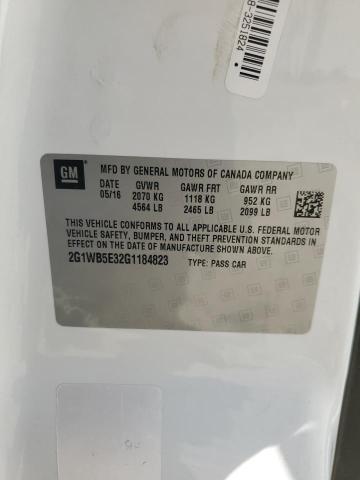 8-3251824
GM
MFD BY GENERAL MOTORS OF CANADA COMPANY
05/16 GVWR GAWR FRT GAWR RR
2070 KG 1118 KG 952 KG
4564 LB 2465 LB 2099 LB
THIS VEHICLE CONFORMS TO ALL APPLICABLE U.S. FEDERAL MOTOR
VEHICLE SAFETY, BUMPER, AND THEFT PREVENTION STANDARDS
IN EFFECT ON THE DATE OF MANUFACTURE SHOWN ABOVE.
2G1WB5E32G1184823 TYPE: PASS CAR